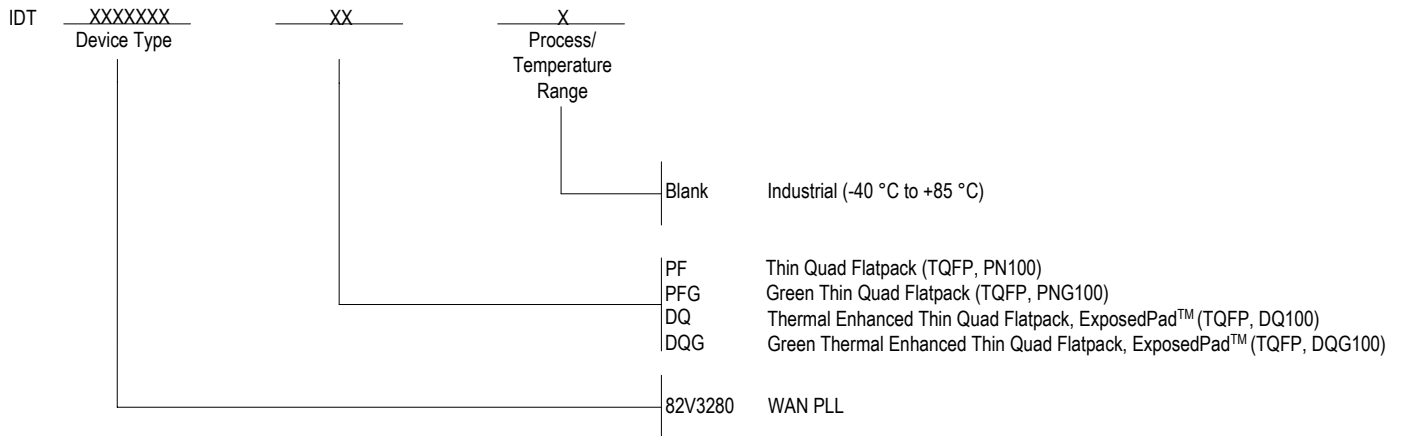 IDT XXXXXXX XX X
Device Type
Process/
Temperature
Range
Blank Industrial (-40 °C to +85 °C)
PF Thin Quad Flatpack (TQFP, PN100)
PFG Green Thin Quad Flatpack (TQFP, PNG100)
DQ Thermal Enhanced Thin Quad Flatpack, ExposedPad™ (TQFP, DQ100)
DQG Green Thermal Enhanced Thin Quad Flatpack, ExposedPad™ (TQFP, DQG100)
82V3280 WAN PLL